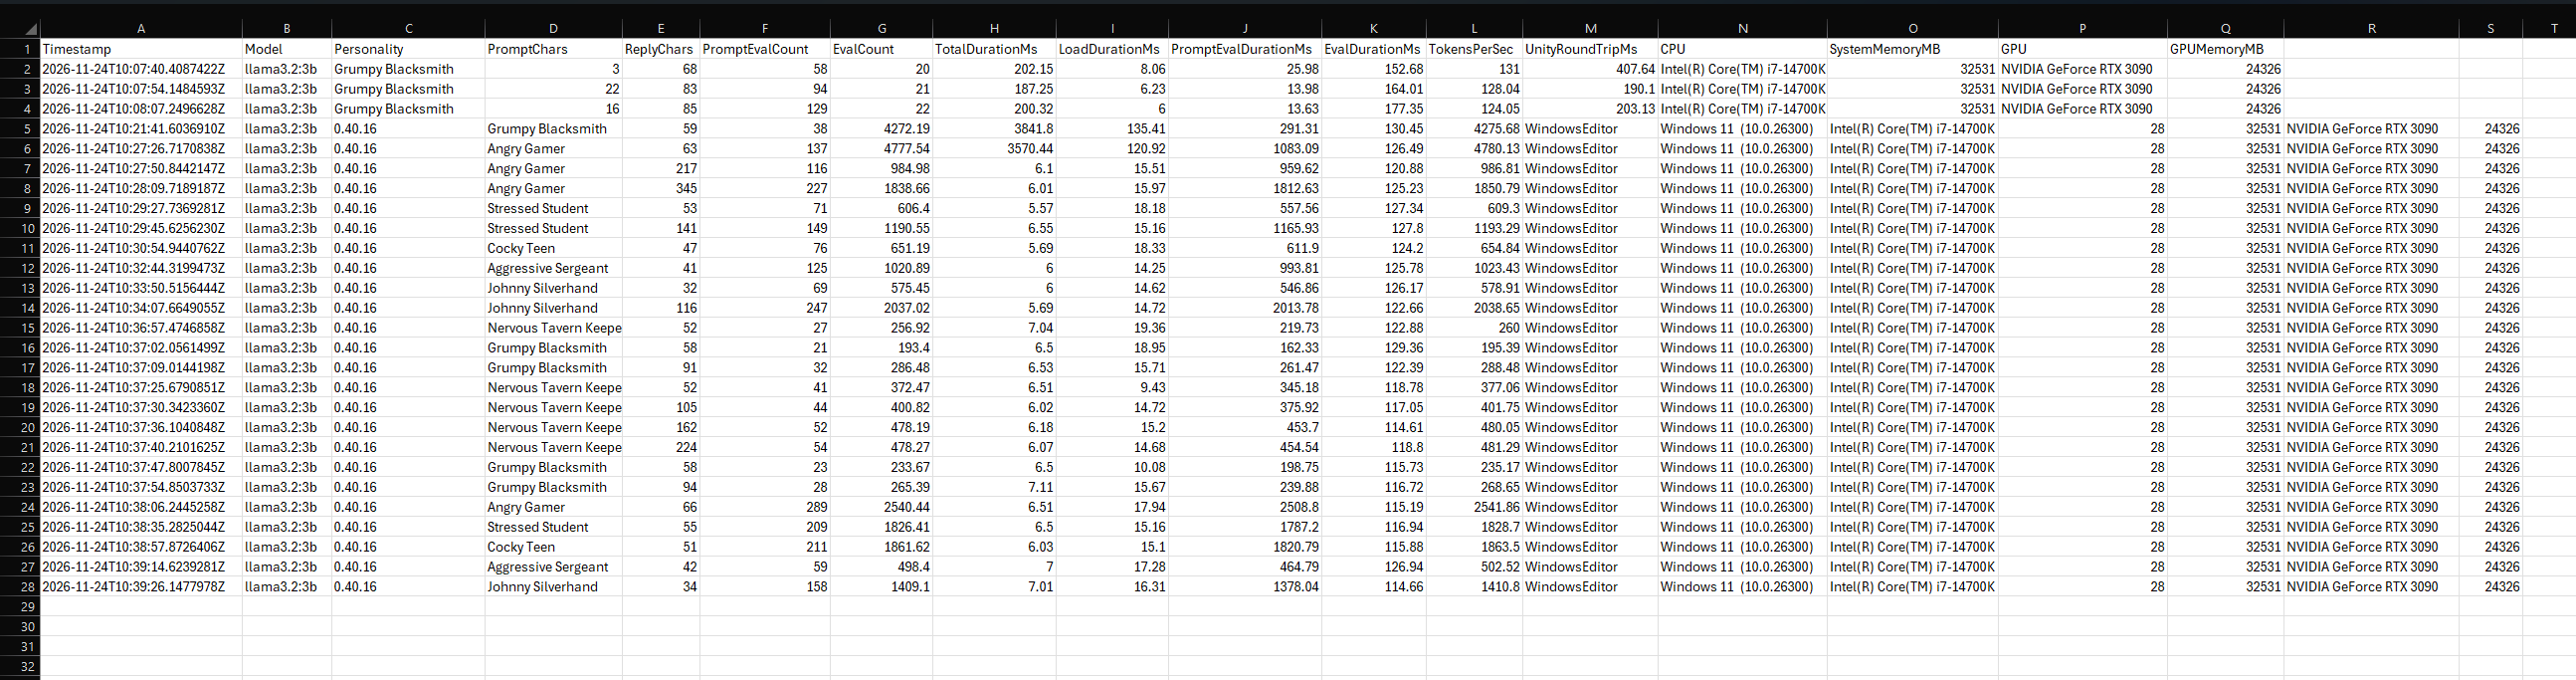 A B C D E F G H I J K L M N O P Q R S T
1 Timestamp Model Personality PromptChars ReplyChars PromptEvalCount EvalCount TotalDurationMs LoadDurationMs PromptEvalDurationMs EvalDurationMs TokensPerSec UnityRoundTripMs CPU SystemMemoryMB GPU GPUMemoryMB
2 2026-11-24T10:07:40.4087422Z llama3.2:3b Grumpy Blacksmith 3 68 58 20 202.15 8.06 25.98 152.68 131 407.64 Intel(R) Core(TM) i7-14700K 32531 NVIDIA GeForce RTX 3090 24326
3 2026-11-24T10:07:54.1484593Z llama3.2:3b Grumpy Blacksmith 22 83 94 21 187.25 6.23 13.98 164.01 128.04 190.1 Intel(R) Core(TM) i7-14700K 32531 NVIDIA GeForce RTX 3090 24326
4 2026-11-24T10:08:07.2496628Z llama3.2:3b Grumpy Blacksmith 16 85 129 22 200.32 6 13.63 177.35 124.05 203.13 Intel(R) Core(TM) i7-14700K 32531 NVIDIA GeForce RTX 3090 24326
5 2026-11-24T10:21:41.6036910Z llama3.2:3b 0.40.16 Grumpy Blacksmith 59 38 4272.19 3841.8 135.41 291.31 130.45 4275.68 WindowsEditor Windows 11 (10.0.26300) Intel(R) Core(TM) i7-14700K 28 32531 NVIDIA GeForce RTX 3090 24326
6 2026-11-24T10:27:26.7170838Z llama3.2:3b 0.40.16 Angry Gamer 63 137 4777.54 3570.44 120.92 1083.09 126.49 4780.13 WindowsEditor Windows 11 (10.0.26300) Intel(R) Core(TM) i7-14700K 28 32531 NVIDIA GeForce RTX 3090 24326
7 2026-11-24T10:27:50.8442147Z llama3.2:3b 0.40.16 Angry Gamer 217 116 984.98 6.1 15.51 959.62 120.88 986.81 WindowsEditor Windows 11 (10.0.26300) Intel(R) Core(TM) i7-14700K 28 32531 NVIDIA GeForce RTX 3090 24326
8 2026-11-24T10:28:09.7189187Z llama3.2:3b 0.40.16 Angry Gamer 345 227 1838.66 6.01 15.97 1812.63 125.23 1850.79 WindowsEditor Windows 11 (10.0.26300) Intel(R) Core(TM) i7-14700K 28 32531 NVIDIA GeForce RTX 3090 24326
9 2026-11-24T10:29:27.7369281Z llama3.2:3b 0.40.16 Stressed Student 53 71 606.4 5.57 18.18 557.56 127.34 609.3 WindowsEditor Windows 11 (10.0.26300) Intel(R) Core(TM) i7-14700K 28 32531 NVIDIA GeForce RTX 3090 24326
10 2026-11-24T10:29:45.6256230Z llama3.2:3b 0.40.16 Stressed Student 141 149 1190.55 6.55 15.16 1165.93 127.8 1193.29 WindowsEditor Windows 11 (10.0.26300) Intel(R) Core(TM) i7-14700K 28 32531 NVIDIA GeForce RTX 3090 24326
11 2026-11-24T10:30:54.9440762Z llama3.2:3b 0.40.16 Cocky Teen 47 76 651.19 5.69 18.33 611.9 124.2 654.84 WindowsEditor Windows 11 (10.0.26300) Intel(R) Core(TM) i7-14700K 28 32531 NVIDIA GeForce RTX 3090 24326
12 2026-11-24T10:32:44.3199473Z llama3.2:3b 0.40.16 Aggressive Sergeant 41 125 1020.89 6 14.25 993.81 125.78 1023.43 WindowsEditor Windows 11 (10.0.26300) Intel(R) Core(TM) i7-14700K 28 32531 NVIDIA GeForce RTX 3090 24326
13 2026-11-24T10:33:50.5156444Z llama3.2:3b 0.40.16 Johnny Silverhand 32 69 575.45 6 14.62 546.86 126.17 578.91 WindowsEditor Windows 11 (10.0.26300) Intel(R) Core(TM) i7-14700K 28 32531 NVIDIA GeForce RTX 3090 24326
14 2026-11-24T10:34:07.6649055Z llama3.2:3b 0.40.16 Johnny Silverhand 116 247 2037.02 5.69 14.72 2013.78 122.66 2038.65 WindowsEditor Windows 11 (10.0.26300) Intel(R) Core(TM) i7-14700K 28 32531 NVIDIA GeForce RTX 3090 24326
15 2026-11-24T10:36:57.4746858Z llama3.2:3b 0.40.16 Nervous Tavern Keepe 52 27 256.92 7.04 19.36 219.73 122.88 260 WindowsEditor Windows 11 (10.0.26300) Intel(R) Core(TM) i7-14700K 28 32531 NVIDIA GeForce RTX 3090 24326
16 2026-11-24T10:37:02.0561499Z llama3.2:3b 0.40.16 Grumpy Blacksmith 58 21 193.4 6.5 18.95 162.33 129.36 195.39 WindowsEditor Windows 11 (10.0.26300) Intel(R) Core(TM) i7-14700K 28 32531 NVIDIA GeForce RTX 3090 24326
17 2026-11-24T10:37:09.0144198Z llama3.2:3b 0.40.16 Grumpy Blacksmith 91 32 286.48 6.53 15.71 261.47 122.39 288.48 WindowsEditor Windows 11 (10.0.26300) Intel(R) Core(TM) i7-14700K 28 32531 NVIDIA GeForce RTX 3090 24326
18 2026-11-24T10:37:25.6790851Z llama3.2:3b 0.40.16 Nervous Tavern Keepe 52 41 372.47 6.51 9.43 345.18 118.78 377.06 WindowsEditor Windows 11 (10.0.26300) Intel(R) Core(TM) i7-14700K 28 32531 NVIDIA GeForce RTX 3090 24326
19 2026-11-24T10:37:30.3423360Z llama3.2:3b 0.40.16 Nervous Tavern Keepe 105 44 400.82 6.02 14.72 375.92 117.05 401.75 WindowsEditor Windows 11 (10.0.26300) Intel(R) Core(TM) i7-14700K 28 32531 NVIDIA GeForce RTX 3090 24326
20 2026-11-24T10:37:36.1040848Z llama3.2:3b 0.40.16 Nervous Tavern Keepe 162 52 478.19 6.18 15.2 453.7 114.61 480.05 WindowsEditor Windows 11 (10.0.26300) Intel(R) Core(TM) i7-14700K 28 32531 NVIDIA GeForce RTX 3090 24326
21 2026-11-24T10:37:40.2101625Z llama3.2:3b 0.40.16 Nervous Tavern Keepe 224 54 478.27 6.07 14.68 454.54 118.8 481.29 WindowsEditor Windows 11 (10.0.26300) Intel(R) Core(TM) i7-14700K 28 32531 NVIDIA GeForce RTX 3090 24326
22 2026-11-24T10:37:47.8007845Z llama3.2:3b 0.40.16 Grumpy Blacksmith 58 23 233.67 6.5 10.08 198.75 115.73 235.17 WindowsEditor Windows 11 (10.0.26300) Intel(R) Core(TM) i7-14700K 28 32531 NVIDIA GeForce RTX 3090 24326
23 2026-11-24T10:37:54.8503733Z llama3.2:3b 0.40.16 Grumpy Blacksmith 94 28 265.39 7.11 15.67 239.88 116.72 268.65 WindowsEditor Windows 11 (10.0.26300) Intel(R) Core(TM) i7-14700K 28 32531 NVIDIA GeForce RTX 3090 24326
24 2026-11-24T10:38:06.2445258Z llama3.2:3b 0.40.16 Angry Gamer 66 289 2540.44 6.51 17.94 2508.8 115.19 2541.86 WindowsEditor Windows 11 (10.0.26300) Intel(R) Core(TM) i7-14700K 28 32531 NVIDIA GeForce RTX 3090 24326
25 2026-11-24T10:38:35.2825044Z llama3.2:3b 0.40.16 Stressed Student 55 209 1826.41 6.5 15.16 1787.2 116.94 1828.7 WindowsEditor Windows 11 (10.0.26300) Intel(R) Core(TM) i7-14700K 28 32531 NVIDIA GeForce RTX 3090 24326
26 2026-11-24T10:38:57.8726406Z llama3.2:3b 0.40.16 Cocky Teen 51 211 1861.62 6.03 15.1 1820.79 115.88 1863.5 WindowsEditor Windows 11 (10.0.26300) Intel(R) Core(TM) i7-14700K 28 32531 NVIDIA GeForce RTX 3090 24326
27 2026-11-24T10:39:14.6239281Z llama3.2:3b 0.40.16 Aggressive Sergeant 42 59 498.4 7 17.28 464.79 126.94 502.52 WindowsEditor Windows 11 (10.0.26300) Intel(R) Core(TM) i7-14700K 28 32531 NVIDIA GeForce RTX 3090 24326
28 2026-11-24T10:39:26.1477978Z llama3.2:3b 0.40.16 Johnny Silverhand 34 158 1409.1 7.01 16.31 1378.04 114.66 1410.8 WindowsEditor Windows 11 (10.0.26300) Intel(R) Core(TM) i7-14700K 28 32531 NVIDIA GeForce RTX 3090 24326
29
30
31
32